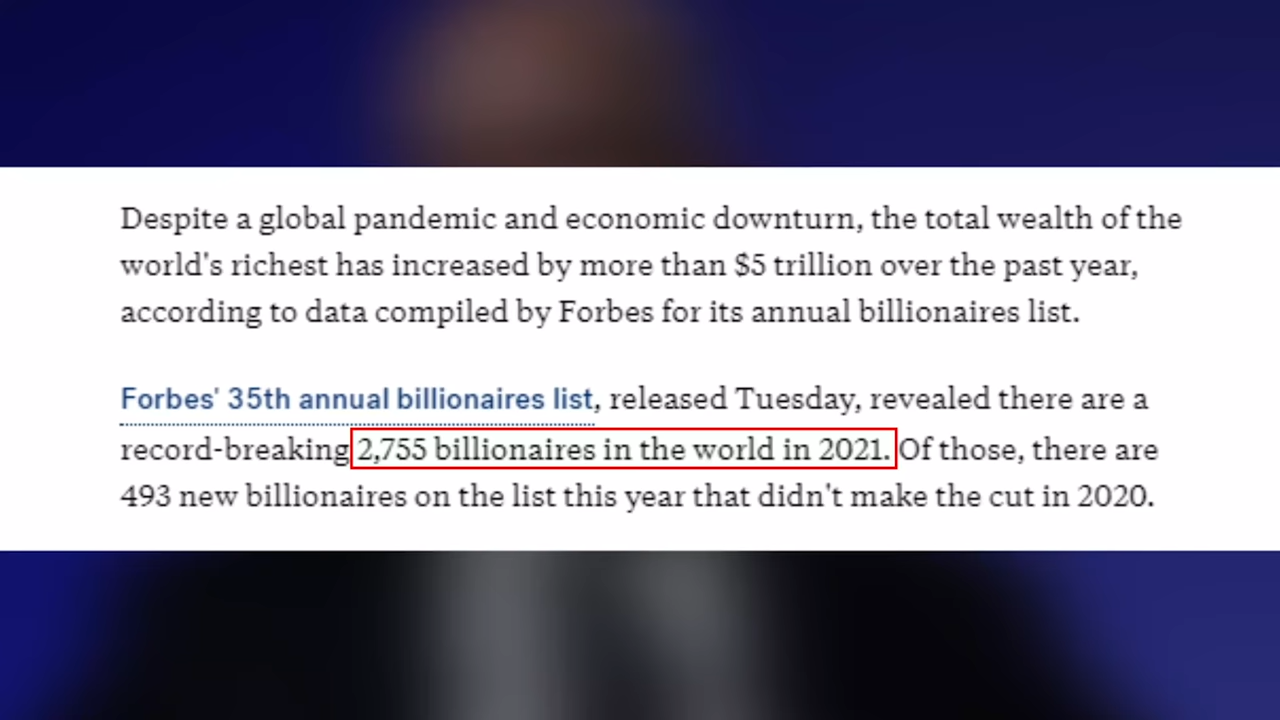 Despite a global pandemic and economic downturn, the total wealth of the
world's richest has increased by more than $5 trillion over the past year,
according to data compiled by Forbes for its annual billionaires list.
Forbes' 35th annual billionaires list, released Tuesday, revealed there are a
record-breaking 2,755 billionaires in the world in 2021. Of those, there are
493 new billionaires on the list this year that didn't make the cut in 2020.